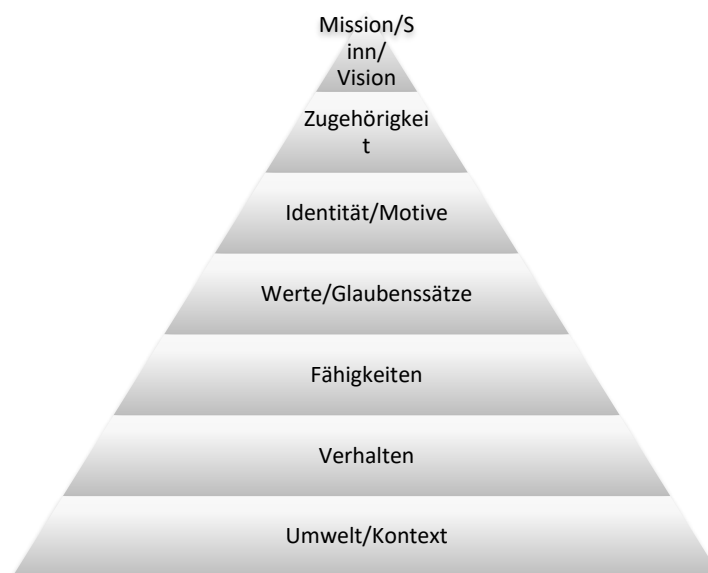 Mission/S
inn/
Vision
Zugehörigkei
t
Identität/Motive
Werte/Glaubenssätze
Fähigkeiten
Verhalten
Umwelt/Kontext